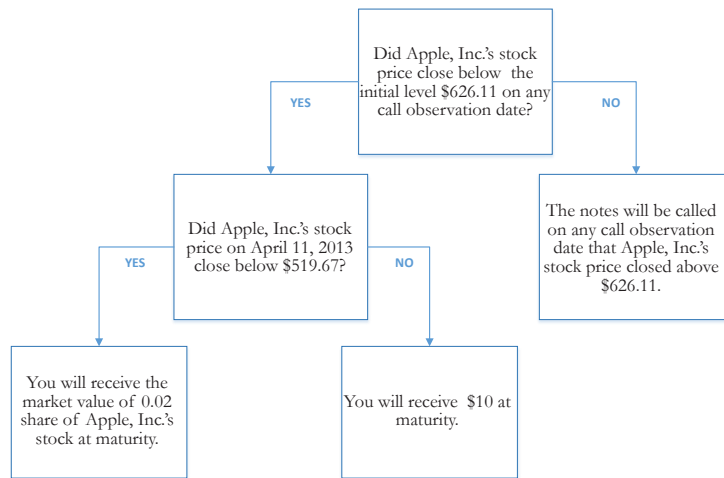 Did Apple, Inc.'s stock
price close below the
initial level $626.11 on any
call observation date?
YES
NO
Did Apple, Inc.'s stock
price on April 11, 2013
close below $519.67?
The notes will be called
on any call observation
date that Apple, Inc.'s
stock price closed above
$626.11.
YES
NO
You will receive the
market value of 0.02
share of Apple, Inc.'s
stock at maturity.
You will receive $10 at
maturity.